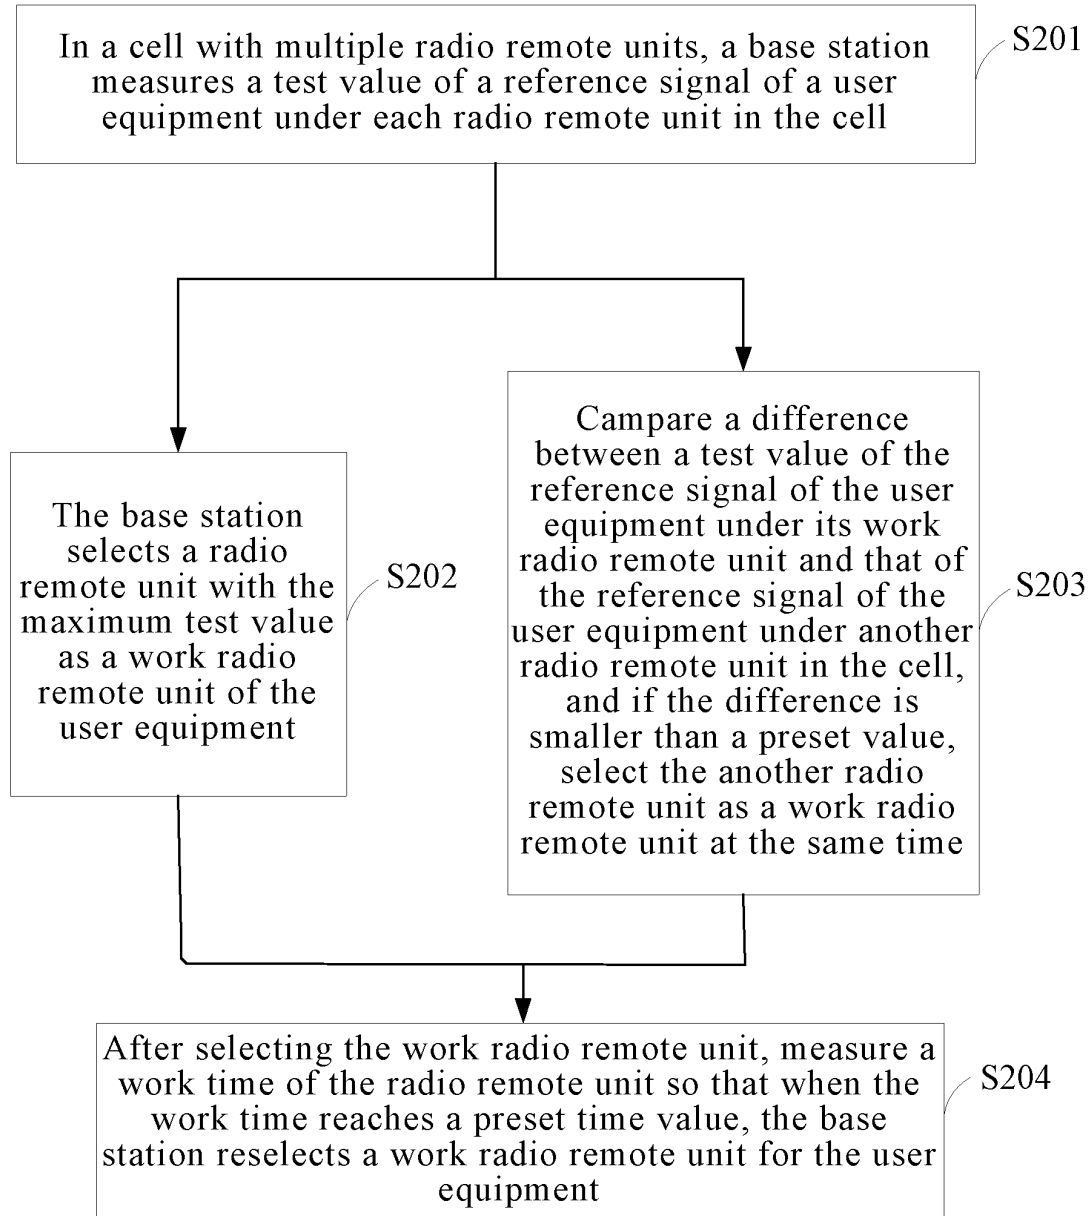 In a cell with multiple radio remote units, a base station
measures a test value of a reference signal of a user
equipment under each radio remote unit in the cell
S201
The base station
selects a radio
remote unit with the
maximum test value
as a work radio
remote unit of the
user equipment
S202
Campare a difference
between a test value of the
reference signal of the user
equipment under its work
radio remote unit and that of
the reference signal of the
user equipment under another
radio remote unit in the cell,
and if the difference is
smaller than a preset value,
select the another radio
remote unit as a work radio
remote unit at the same time
S203
After selecting the work radio remote unit, measure a
work time of the radio remote unit so that when the
work time reaches a preset time value, the base
station reselects a work radio remote unit for the user
equipment
S204